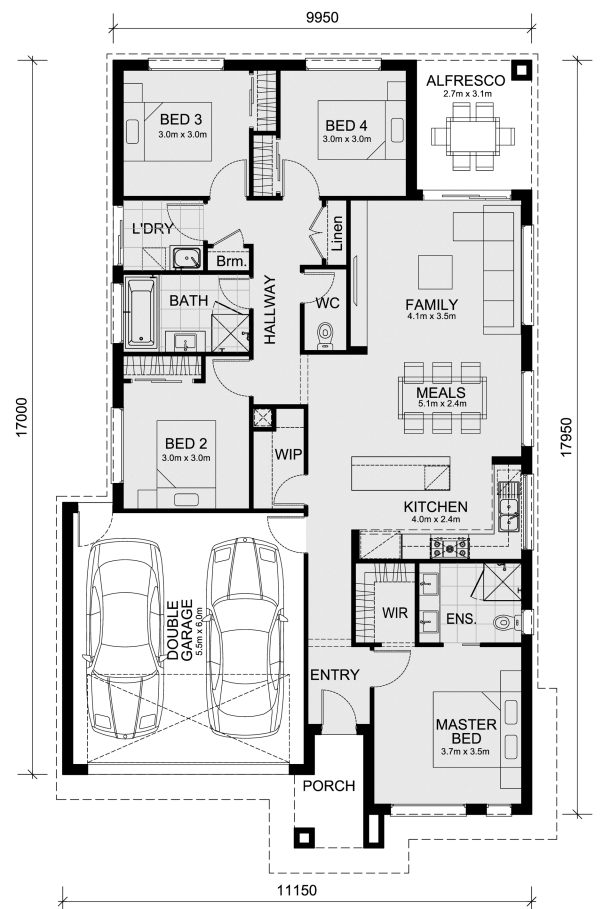 9950
ALFRESCO
2.7m x 3.1m
BED 3
3.0m x 3.0m
BED 4
3.0m x 3.0m
L'DRY
Linen
Brm.
BATH
HALLWAY
WC
FAMILY
4.1m x 3.5m
MEALS
5.1m x 2.4m
17000
17950
BED 2
3.0m x 3.0m
WIP
KITCHEN
4.0m x 2.4m
DOUBLE
GARAGE
5.5m x 6.0m
WIR
ENS.
ENTRY
MASTER
BED
3.7m x 3.5m
PORCH
11150